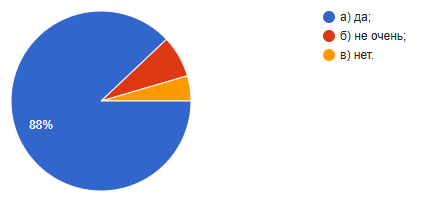 а) да;
б) не очень;
в) нет.
88%